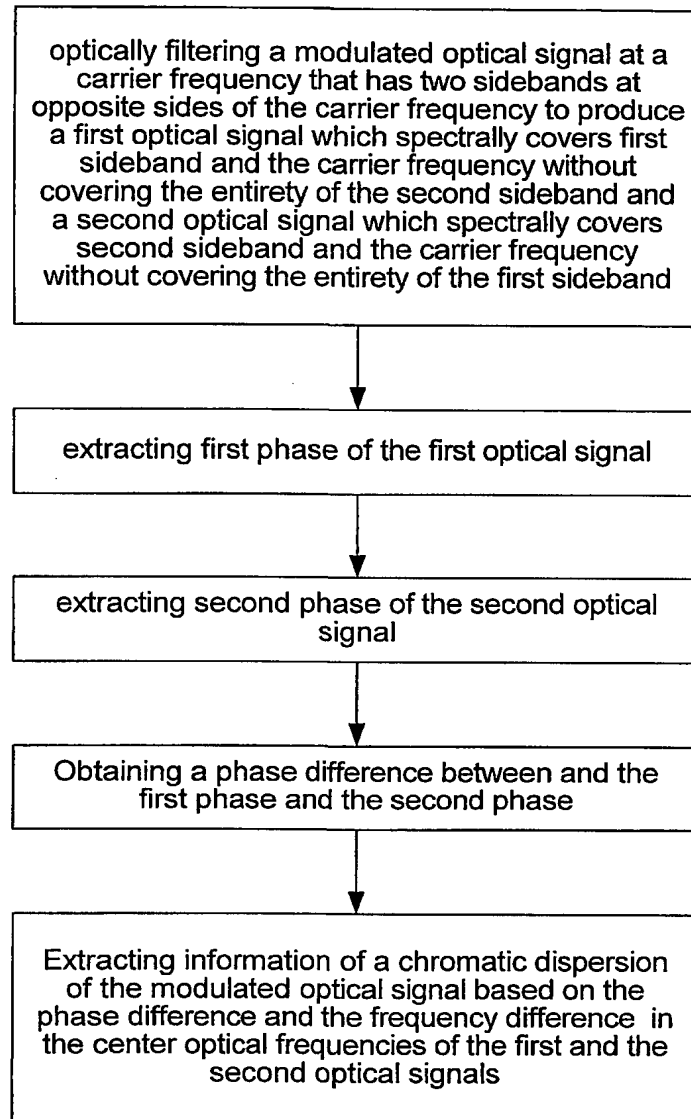 optically filtering a modulated optical signal at a
carrier frequency that has two sidebands at
opposite sides of the carrier frequency to produce
a first optical signal which spectrally covers first
sideband and the carrier frequency without
covering the entirety of the second sideband and
a second optical signal which spectrally covers
second sideband and the carrier frequency
without covering the entirety of the first sideband
extracting first phase of the first optical signal
extracting second phase of the second optical
signal
Obtaining a phase difference between and the
first phase and the second phase
Extracting information of a chromatic dispersion
of the modulated optical signal based on the
phase difference and the frequency difference in
the center optical frequencies of the first and the
second optical signals